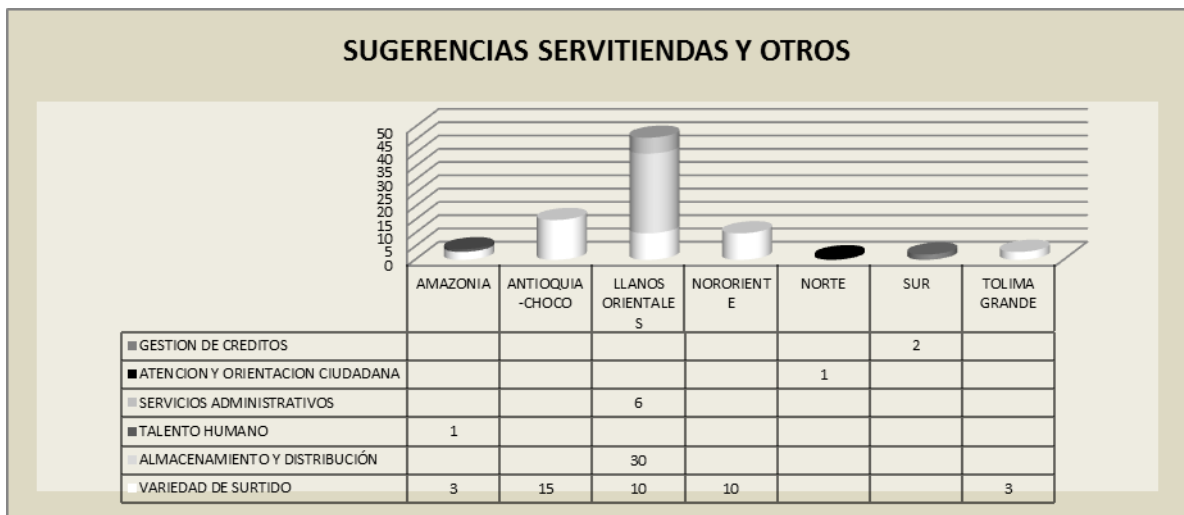 SUGERENCIAS SERVITIENDAS Y OTROS
50
45
40
35
30
25
20
15
10
5
0
AMAZONIA ANTIOQUIA LLANOS NORORIENT NORTE SUR TOLIMA
-CHOCO ORIENTALE E GRANDE
S
GESTION DE CREDITOS 2
ATENCION Y ORIENTACION CIUDADANA 1
SERVICIOS ADMINISTRATIVOS 6
TALENTO HUMANO 1
ALMACENAMIENTO Y DISTRIBUCIÓN 30
VARIEDAD DE SURTIDO 3 15 10 10 3